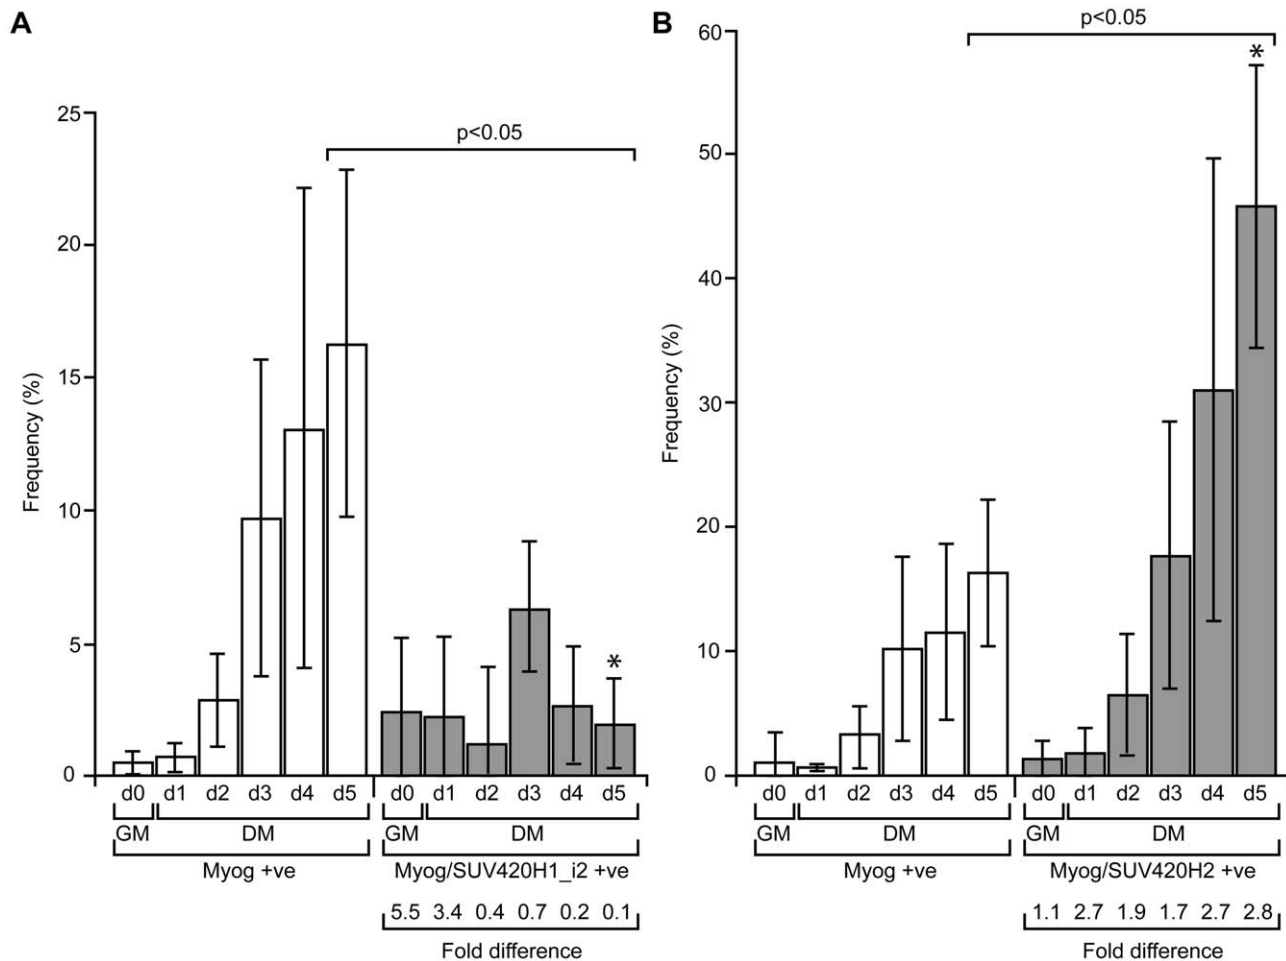 A
p<0.05
25
20
15
10
5
0
Frequency (%)
*
d0 d1 d2 d3 d4 d5 d0 d1 d2 d3 d4 d5
GM DM GM DM
Myog +ve Myog/SUV420H1_i2 +ve
5.5 3.4 0.4 0.7 0.2 0.1
Fold difference
B
p<0.05
60
50
40
30
20
10
0
Frequency (%)
*
d0 d1 d2 d3 d4 d5 d0 d1 d2 d3 d4 d5
GM DM GM DM
Myog +ve Myog/SUV420H2 +ve
1.1 2.7 1.9 1.7 2.7 2.8
Fold difference